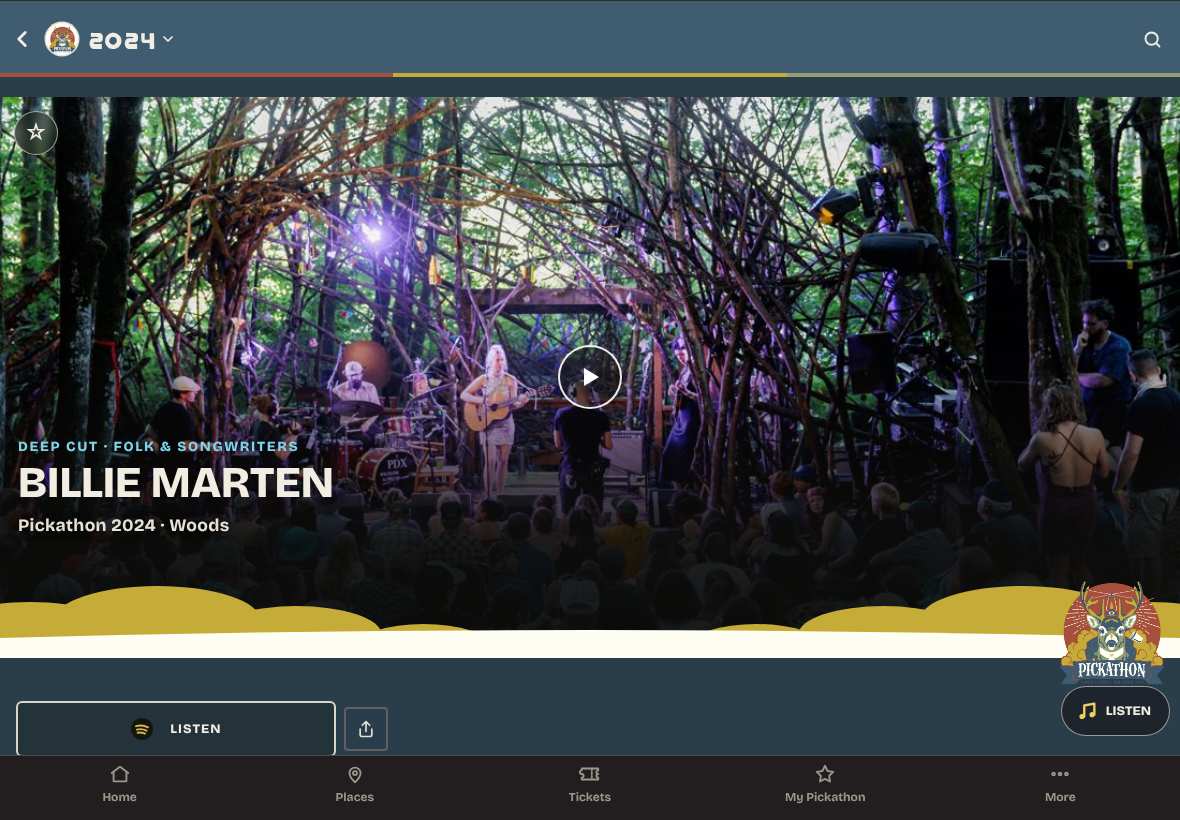 2024
DEEP CUT · FOLK & SONGWRITERS
BILLIE MARTEN
Pickathon 2024 · Woods
PDX
PICKATHON
LISTEN
LISTEN
Home
Places
Tickets
My Pickathon
More